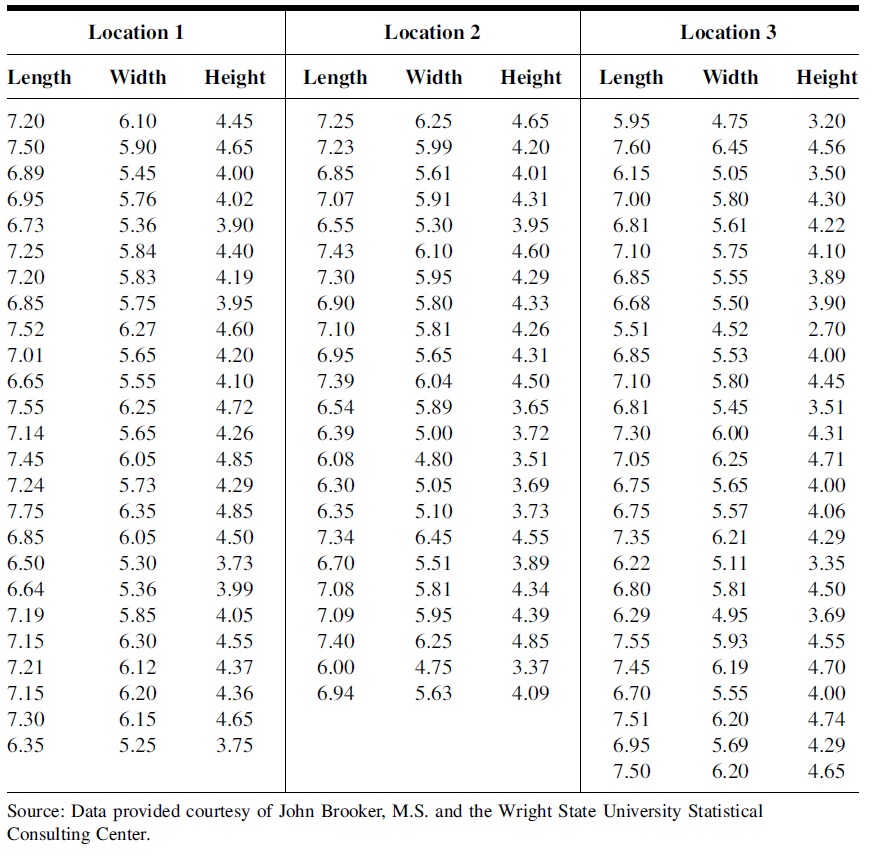 Location 1 Location 2 Location 3
Length Width Height Length Width Height Length Width Height
7.20 6.10 4.45 7.25 6.25 4.65 5.95 4.75 3.20
7.50 5.90 4.65 7.23 5.99 4.20 7.60 6.45 4.56
6.89 5.45 4.00 6.85 5.61 4.01 6.15 5.05 3.50
6.95 5.76 4.02 7.07 5.91 4.31 7.00 5.80 4.30
6.73 5.36 3.90 6.55 5.30 3.95 6.81 5.61 4.22
7.25 5.84 4.40 7.43 6.10 4.60 7.10 5.75 4.10
7.20 5.83 4.19 7.30 5.95 4.29 6.85 5.55 3.89
6.85 5.75 3.95 6.90 5.80 4.33 6.68 5.50 3.90
7.52 6.27 4.60 7.10 5.81 4.26 5.51 4.52 2.70
7.01 5.65 4.20 6.95 5.65 4.31 6.85 5.53 4.00
6.65 5.55 4.10 7.39 6.04 4.50 7.10 5.80 4.45
7.55 6.25 4.72 6.54 5.89 3.65 6.81 5.45 3.51
7.14 5.65 4.26 6.39 5.00 3.72 7.30 6.00 4.31
7.45 6.05 4.85 6.08 4.80 3.51 7.05 6.25 4.71
7.24 5.73 4.29 6.30 5.05 3.69 6.75 5.65 4.00
7.75 6.35 4.85 6.35 5.10 3.73 6.75 5.57 4.06
6.85 6.05 4.50 7.34 6.45 4.55 7.35 6.21 4.29
6.50 5.30 3.73 6.70 5.51 3.89 6.22 5.11 3.35
6.64 5.36 3.99 7.08 5.81 4.34 6.80 5.81 4.50
7.19 5.85 4.05 7.09 5.95 4.39 6.29 4.95 3.69
7.15 6.30 4.55 7.40 6.25 4.85 7.55 5.93 4.55
7.21 6.12 4.37 6.00 4.75 3.37 7.45 6.19 4.70
7.15 6.20 4.36 6.94 5.63 4.09 6.70 5.55 4.00
7.30 6.15 4.65 7.51 6.20 4.74
6.35 5.25 3.75 6.95 5.69 4.29
7.50 6.20 4.65
Source: Data provided courtesy of John Brooker, M.S. and the Wright State University Statistical
Consulting Center.